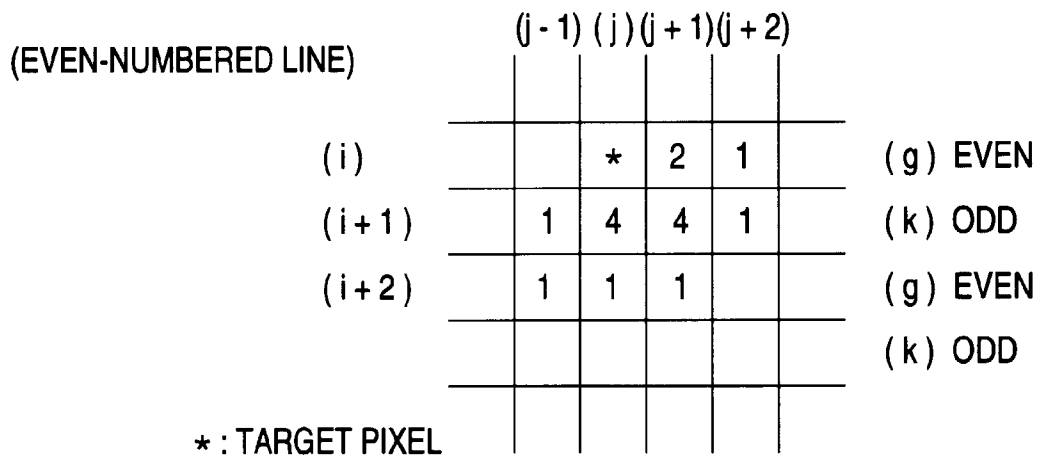 (j - 1) (j) (j + 1) (j + 2)
(EVEN-NUMBERED LINE)
(i) * 2 1 (g) EVEN
(i+1) 1 4 4 1 (k) ODD
(i+2) 1 1 1 (g) EVEN
(k) ODD
* : TARGET PIXEL